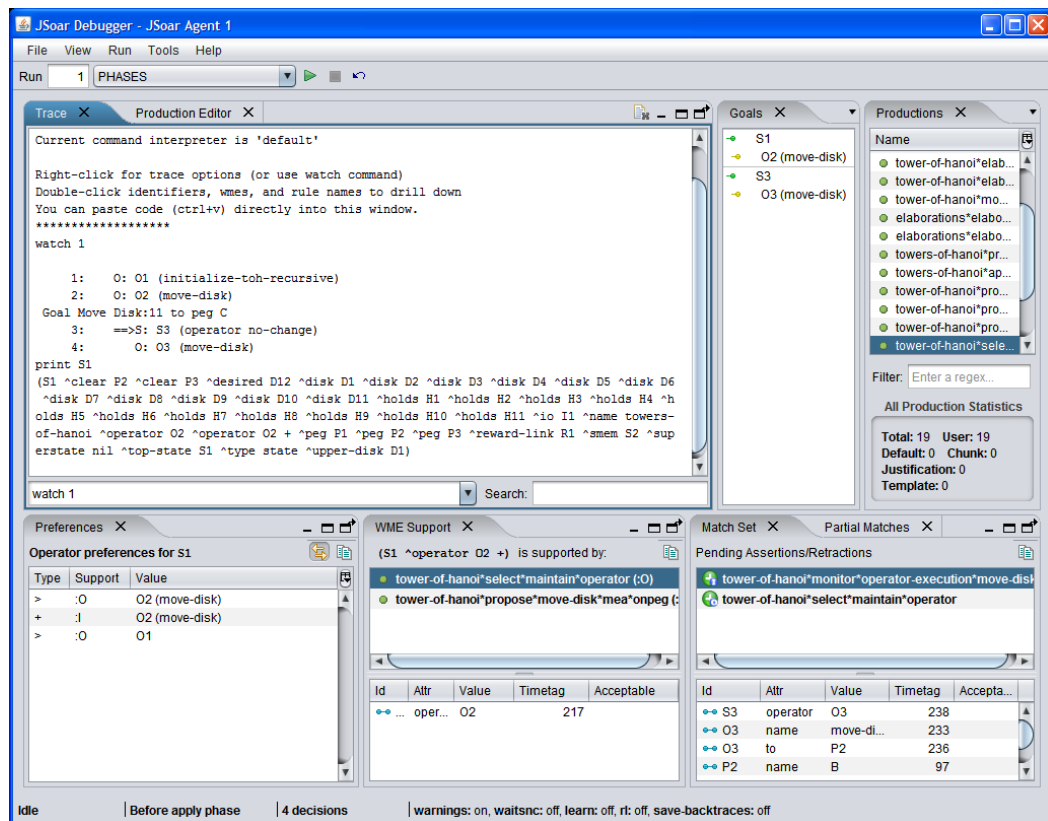 JSoar Debugger - JSoar Agent 1
File View Run Tools Help
Run 1 PHASES
Trace Production Editor
Current command interpreter is 'default'
Right-click for trace options (or use watch command)
Double-click identifiers, wmes, and rule names to drill down
You can paste code (ctrl+v) directly into this window.
*******************
watch 1
1: O: O1 (initialize-toh-recursive)
2: O: O2 (move-disk)
Goal Move Disk:11 to peg C
3: ==>S: S3 (operator no-change)
4: O: O3 (move-disk)
print S1
(S1 ^clear P2 ^clear P3 ^desired D12 ^disk D1 ^disk D2 ^disk D3 ^disk D4 ^disk D5 ^disk D6
^disk D7 ^disk D8 ^disk D9 ^disk D10 ^disk D11 ^holds H1 ^holds H2 ^holds H3 ^holds H4 ^h
olds H5 ^holds H6 ^holds H7 ^holds H8 ^holds H9 ^holds H10 ^holds H11 ^io I1 ^name towers-
of-hanoi ^operator O2 ^operator O2 + ^peg P1 ^peg P2 ^peg P3 ^reward-link R1 ^smem S2 ^sup
erstate nil ^top-state S1 ^type state ^upper-disk D1)
watch 1 Search:
Goals
S1
O2 (move-disk)
S3
O3 (move-disk)
Productions
Name
tower-of-hanoi*elab...
tower-of-hanoi*elab...
tower-of-hanoi*mo...
elaborations*elabo...
elaborations*elabo...
towers-of-hanoi*pr...
towers-of-hanoi*ap...
tower-of-hanoi*pro...
tower-of-hanoi*pro...
tower-of-hanoi*pro...
tower-of-hanoi*sele...
Filter: Enter a regex...
All Production Statistics
Total: 19 User: 19
Default: 0 Chunk: 0
Justification: 0
Template: 0
Preferences
Operator preferences for S1
Type Support Value
> :O O2 (move-disk)
+ :I O2 (move-disk)
> :O O1
WME Support
(S1 ^operator O2 +) is supported by:
tower-of-hanoi*select*maintain*operator (:O)
tower-of-hanoi*propose*move-disk*mea*onpeg (:
Id Attr Value Timetag Acceptable
... oper... O2 217
Match Set Partial Matches
Pending Assertions/Retractions
tower-of-hanoi*monitor*operator-execution*move-disk
tower-of-hanoi*select*maintain*operator
Id Attr Value Timetag Accepta...
S3 operator O3 238
O3 name move-di... 233
O3 to P2 236
P2 name B 97
Idle Before apply phase 4 decisions warnings: on, waitsnc: off, learn: off, rl: off, save-backtraces: off